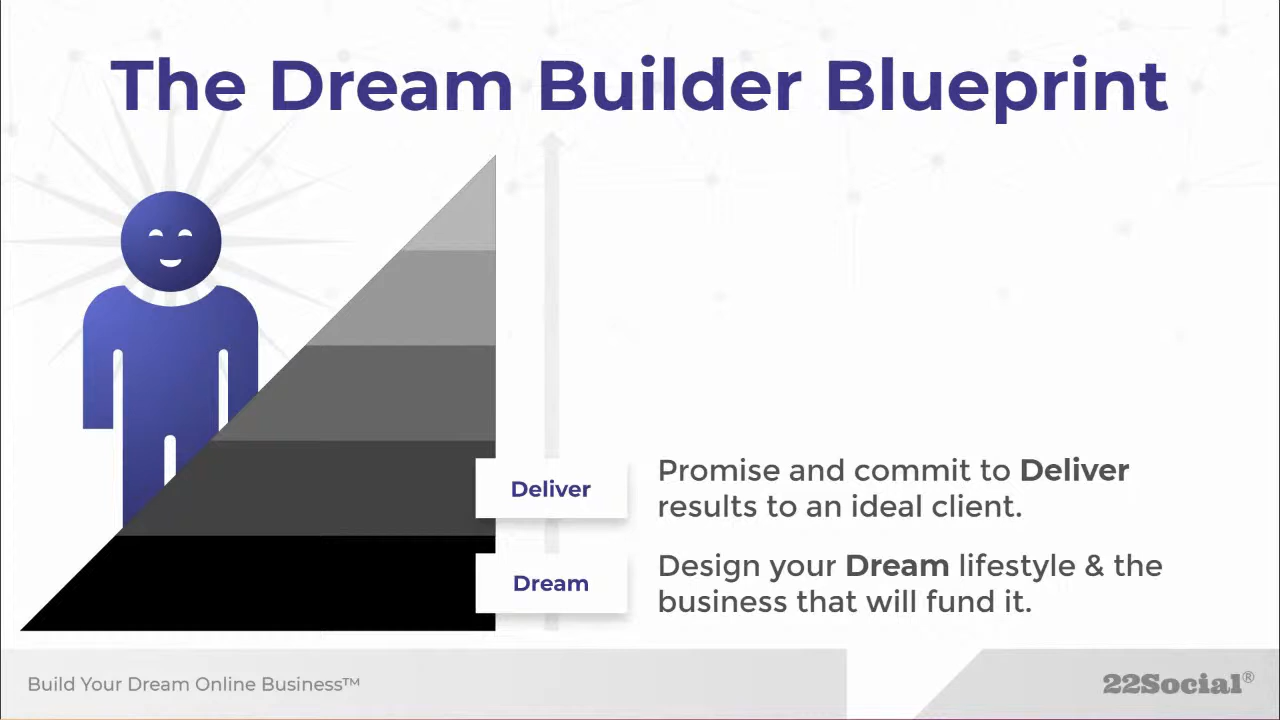 The Dream Builder Blueprint
Deliver
Promise and commit to Deliver
results to an ideal client.
Dream
Design your Dream lifestyle & the
business that will fund it.
Build Your Dream Online Business™
22Social®